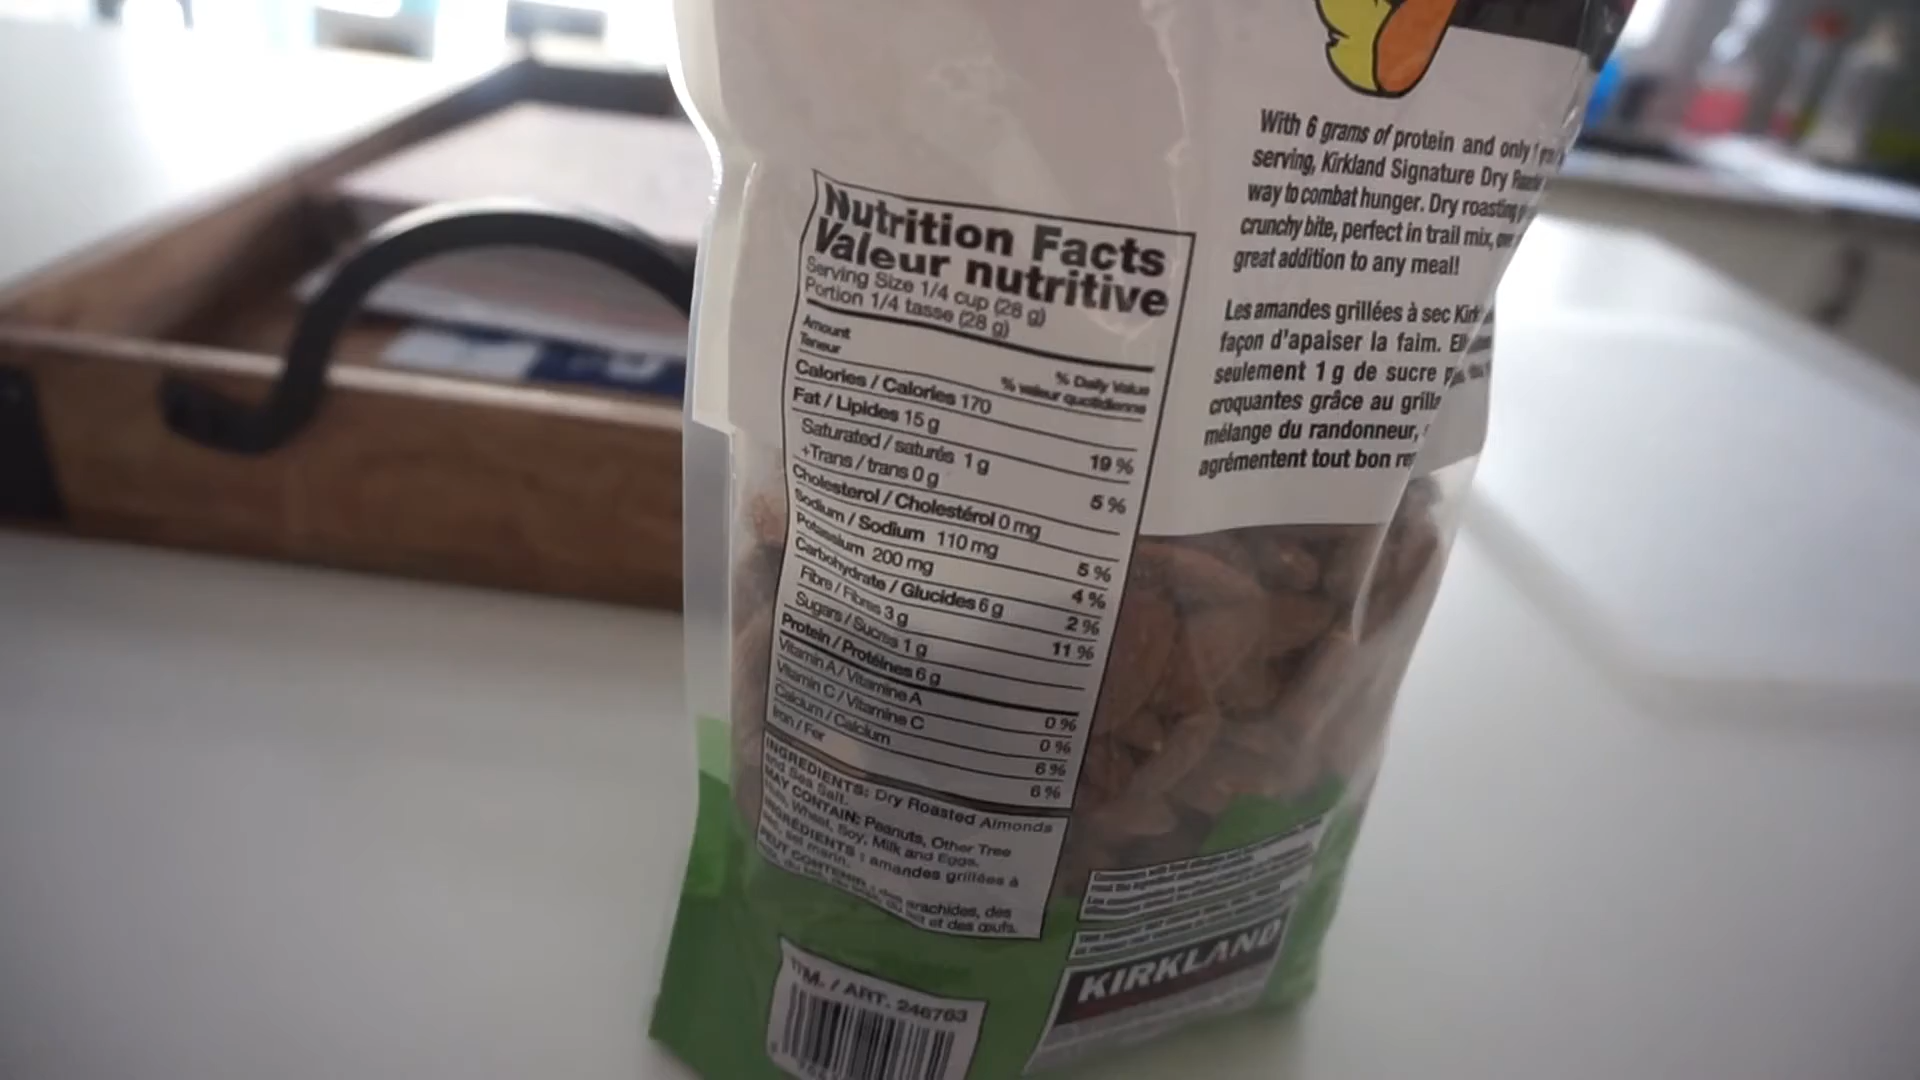 Nutrition Facts
Valeur nutritive
Serving Size 1/4 cup (28 g)
Portion 1/4 tasse (28 g)
Amount % Daily Value
Teneur % valeur quotidienne
Calories / Calories 170
Fat / Lipides 15 g 19 %
Saturated / saturés 1 g
+Trans / trans 0 g 5 %
Cholesterol / Cholestérol 0 mg
Sodium / Sodium 110 mg 5 %
Potassium 200 mg 4 %
Carbohydrate / Glucides 6 g 2 %
Fibre / Fibres 3 g 11 %
Sugars / Sucres 1 g
Protein / Protéines 6 g
Vitamin A / Vitamine A 0 %
Vitamin C / Vitamine C 0 %
Calcium / Calcium 6 %
Iron / Fer 6 %
INGREDIENTS: Dry Roasted Almonds
and Sea Salt.
MAY CONTAIN: Peanuts, Other Tree
Nuts, Wheat, Soy, Milk and Eggs.
INGRÉDIENTS : amandes grillées à
sec, sel marin.
PEUT CONTENIR : des arachides, des
du lait et des œufs.
ITM. / ART. 246763
With 6 grams of protein and only 1
serving, Kirkland Signature Dry
way to combat hunger. Dry roasting
crunchy bite, perfect in trail mix,
great addition to any meal!
Les amandes grillées à sec
façon d'apaiser la faim.
seulement 1 g de sucre
croquantes grâce au
mélange du randonneur,
agrémentent tout bon
KIRKLAND